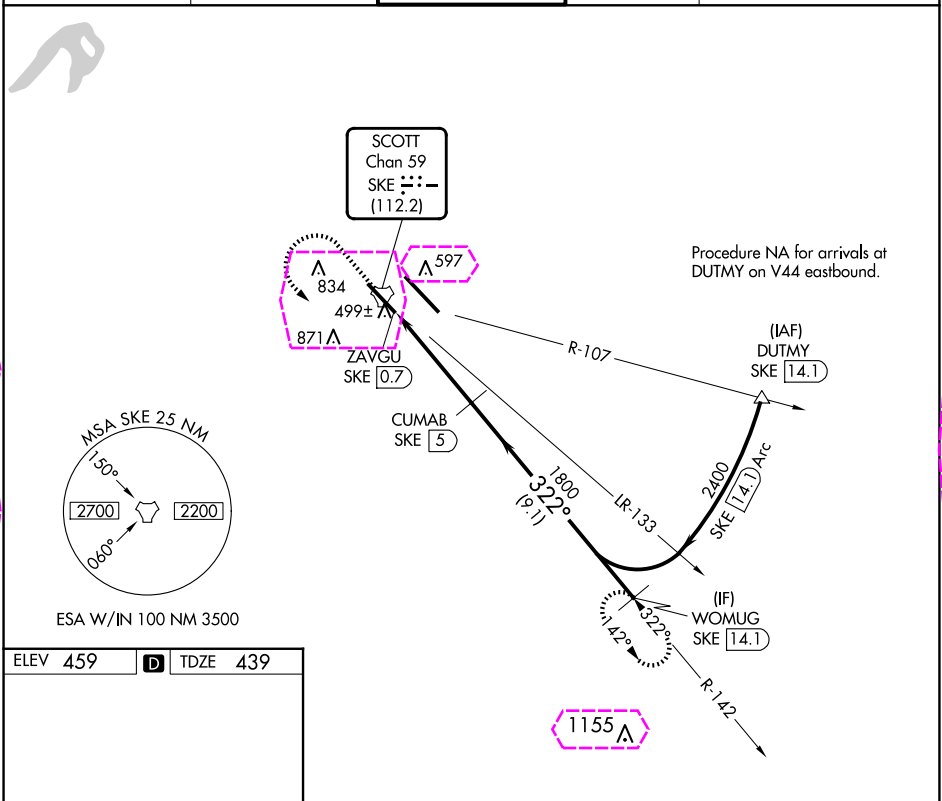 SCOTT
Chan 59
SKE
(112.2)
597
834
499±
871
ZAVGU
SKE 0.7
Procedure NA for arrivals at
DUTMY on V44 eastbound.
(IAF)
DUTMY
SKE 14.1
R-107
CUMAB
SKE 5
2400
SKE 14.1 Arc
1800
322°
(9.1)
LR-133
MSA SKE 25 NM
150°
2700
2200
060°
ESA W/IN 100 NM 3500
(IF)
WOMUG
SKE 14.1
322°
142°
R-142
1155
ELEV 459 D TDZE 439